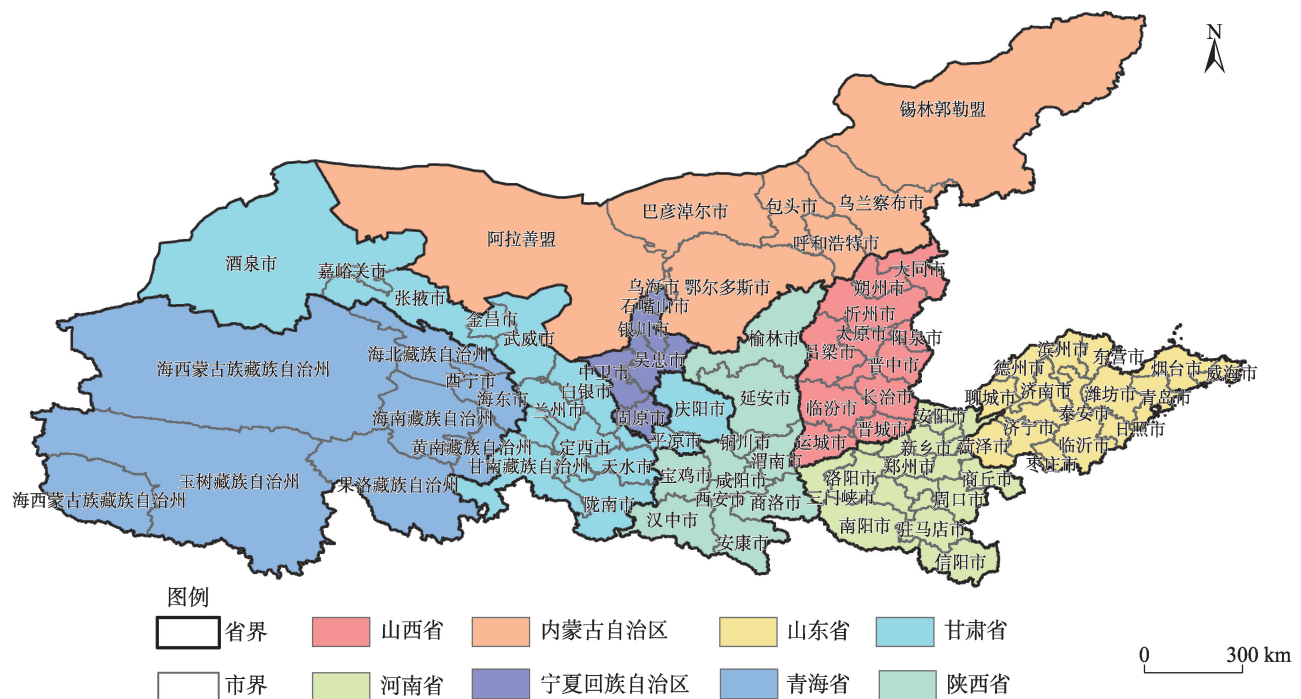 N
锡林郭勒盟
巴彦淖尔市
包头市
乌兰察布市
阿拉善盟
呼和浩特市
酒泉市
嘉峪关市
张掖市
乌海市
鄂尔多斯市
大同市
朔州市
石嘴山市
金昌市
武威市
银川市
忻州市
榆林市
太原市
阳泉市
吕梁市
晋中市
海西蒙古族藏族自治州
海北藏族自治州
西宁市
海东市
中卫市
吴忠市
白银市
兰州市
固原市
庆阳市
延安市
临汾市
长治市
海南藏族自治州
滨州市
东营市
德州市
烟台市
威海市
聊城市
济南市
潍坊市
青岛市
泰安市
日照市
济宁市
临沂市
菏泽市
枣庄市
安阳市
晋城市
运城市
新乡市
黄南藏族自治州
定西市
平凉市
铜川市
渭南市
甘南藏族自治州
天水市
宝鸡市
咸阳市
洛阳市
郑州市
商丘市
玉树藏族自治州
果洛藏族自治州
海西蒙古族藏族自治州
陇南市
西安市
商洛市
三门峡市
周口市
汉中市
南阳市
驻马店市
安康市
信阳市
图例
省界
山西省
内蒙古自治区
山东省
甘肃省
市界
河南省
宁夏回族自治区
青海省
陕西省
0 300 km